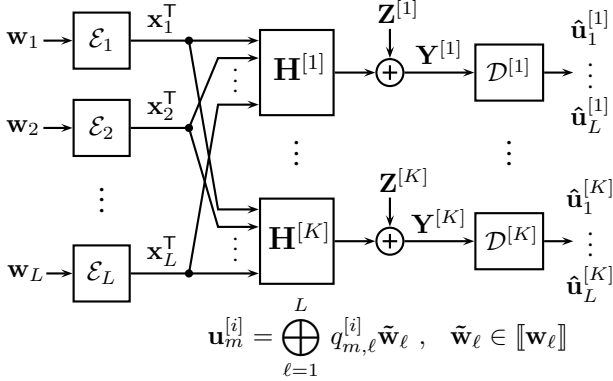 w₁ ℰ₁ x₁ᵀ H^{[1]} Z^{[1]} Y^{[1]} 𝒟^{[1]} û₁^{[1]}
⋮
û_L^{[1]}
w₂ ℰ₂ x₂ᵀ
⋮ ⋮ ⋮
w_L ℰ_L x_Lᵀ H^{[K]} Z^{[K]} Y^{[K]} 𝒟^{[K]} û₁^{[K]}
⋮
û_L^{[K]}
u_m^{[i]} = ⨁_{ℓ=1}^{L} q_{m,ℓ}^{[i]} w̃_ℓ , w̃_ℓ ∈ ⟦w_ℓ⟧